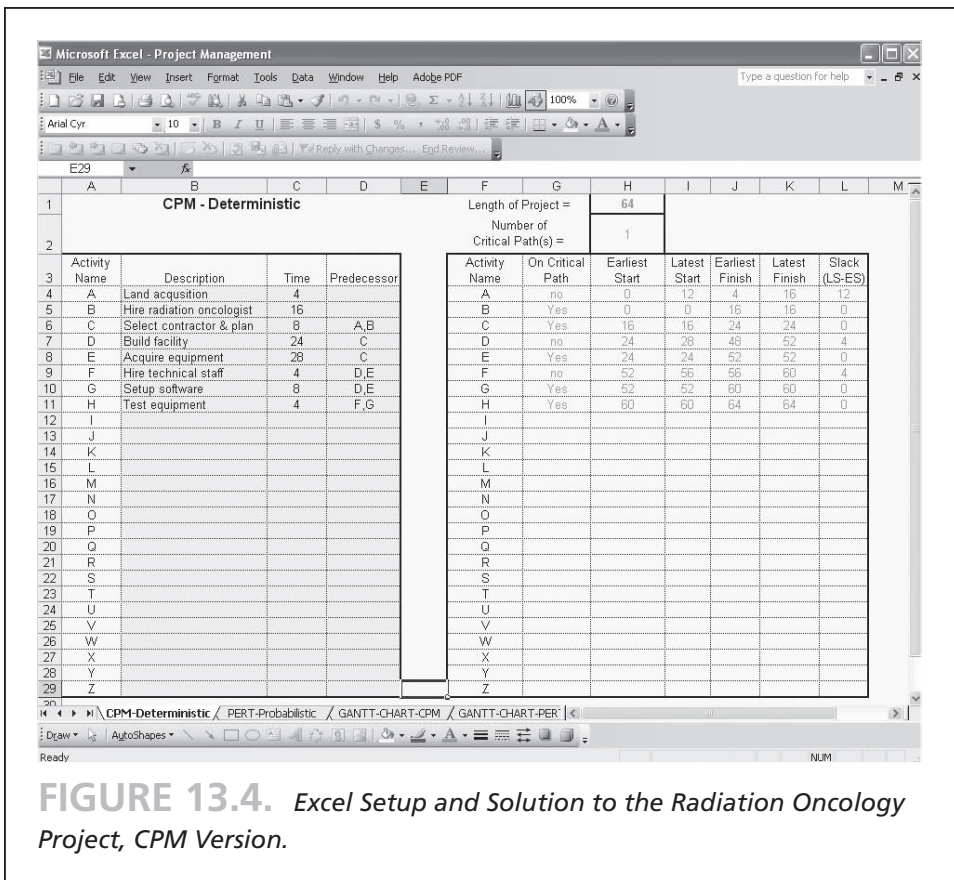 Microsoft Excel - Project Management
File Edit View Insert Format Tools Data Window Help Adobe PDF Type a question for help
100%
Arial Cyr 10 B I U $ % ,
Reply with Changes... End Review...
E29 fx
A B C D E F G H I J K L M
1 CPM - Deterministic Length of Project = 64
2 Number of Critical Path(s) = 1
3 Activity Name Description Time Predecessor Activity Name On Critical Path Earliest Start Latest Start Earliest Finish Latest Finish Slack (LS-ES)
4 A Land acqusition 4 A no 0 12 4 16 12
5 B Hire radiation oncologist 16 B Yes 0 0 16 16 0
6 C Select contractor & plan 8 A,B C Yes 16 16 24 24 0
7 D Build facility 24 C D no 24 28 48 52 4
8 E Acquire equipment 28 C E Yes 24 24 52 52 0
9 F Hire technical staff 4 D,E F no 52 56 56 60 4
10 G Setup software 8 D,E G Yes 52 52 60 60 0
11 H Test equipment 4 F,G H Yes 60 60 64 64 0
12 I I
13 J J
14 K K
15 L L
16 M M
17 N N
18 O O
19 P P
20 Q Q
21 R R
22 S S
23 T T
24 U U
25 V V
26 W W
27 X X
28 Y Y
29 Z Z
30
CPM-Deterministic PERT-Probabilistic GANTT-CHART-CPM GANTT-CHART-PER
Draw AutoShapes
Ready NUM
FIGURE 13.4. Excel Setup and Solution to the Radiation Oncology
Project, CPM Version.